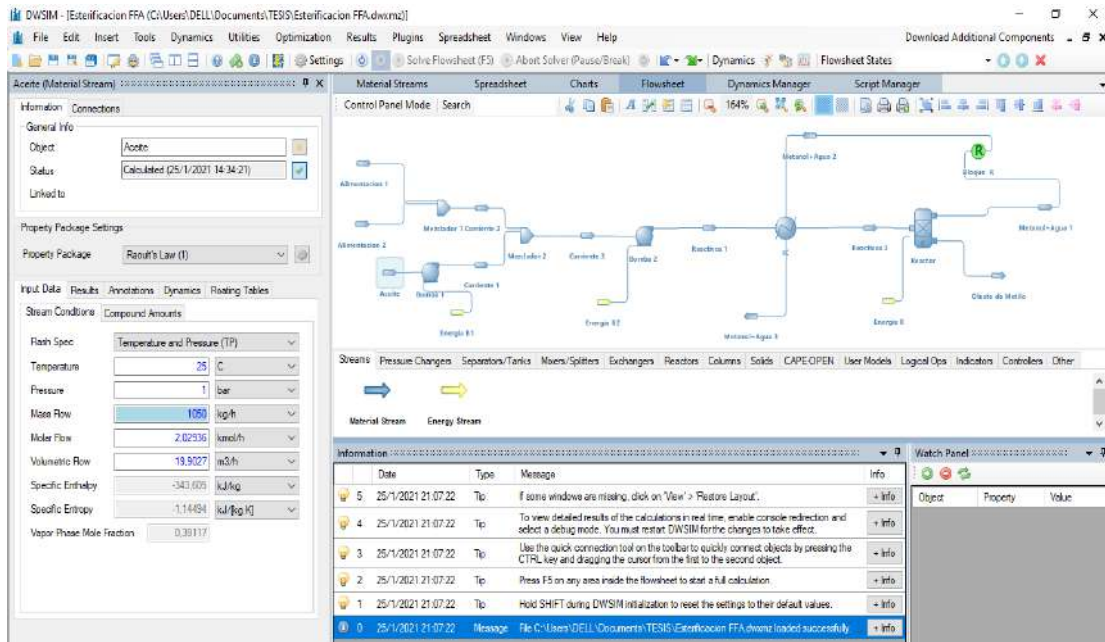 DWSIM - [Esterificacion FFA (C:\Users\DELL\Documents\TESIS\Esterificacion FFA.dwxmz)]
File Edit Insert Tools Dynamics Utilities Optimization Results Plugins Spreadsheet Windows View Help Download Additional Components
Settings Solve Flowsheet (F5) Abort Solver (Pause/Break) Dynamics Flowsheet States
Aceite (Material Stream)
Information Connections
General Info
Object Aceite
Status Calculated (25/1/2021 14:34:21)
Linked to
Property Package Settings
Property Package Raoult's Law (1)
Input Data Results Annotations Dynamics Floating Tables
Stream Conditions Compound Amounts
Flash Spec Temperature and Pressure (TP)
Temperature 25 C
Pressure 1 bar
Mass Flow 1050 kg/h
Molar Flow 2,02936 kmol/h
Volumetric Flow 19,9027 m3/h
Specific Enthalpy -343,605 kJ/kg
Specific Entropy -1,14494 kJ/[kg.K]
Vapor Phase Mole Fraction 0,39117
Material Streams Spreadsheet Charts Flowsheet Dynamics Manager Script Manager
Control Panel Mode Search 164%
Metanol+Agua 2
R
Bloque R
Alimentacion 1
Mezclador 1 Corriente 2
Metanol+Agua 1
Alimentacion 2
Mezclador 2 Corriente 3 Bomba 2 Reactivos 1 IC Reactivos 2 Reactor
Aceite Bomba 1 Corriente 1
Oleato de Metilo
Energia B1 Energia B2 Metanol+Agua 3 Energia R
Streams Pressure Changers Separators/Tanks Mixers/Splitters Exchangers Reactors Columns Solids CAPE-OPEN User Models Logical Ops Indicators Controllers Other
Material Stream Energy Stream
Information
Date Type Message Info
5 25/1/2021 21:07:22 Tip If some windows are missing, click on 'View' > 'Restore Layout'. + Info
4 25/1/2021 21:07:22 Tip To view detailed results of the calculations in real time, enable console redirection and select a debug mode. You must restart DWSIM for the changes to take effect. + Info
3 25/1/2021 21:07:22 Tip Use the quick connection tool on the toolbar to quickly connect objects by pressing the CTRL key and dragging the cursor from the first to the second object. + Info
2 25/1/2021 21:07:22 Tip Press F5 on any area inside the flowsheet to start a full calculation. + Info
1 25/1/2021 21:07:22 Tip Hold SHIFT during DWSIM initialization to reset the settings to their default values. + Info
0 25/1/2021 21:07:22 Message File C:\Users\DELL\Documents\TESIS\Esterificacion FFA.dwxmz loaded successfully. + Info
Watch Panel
Object Property Value